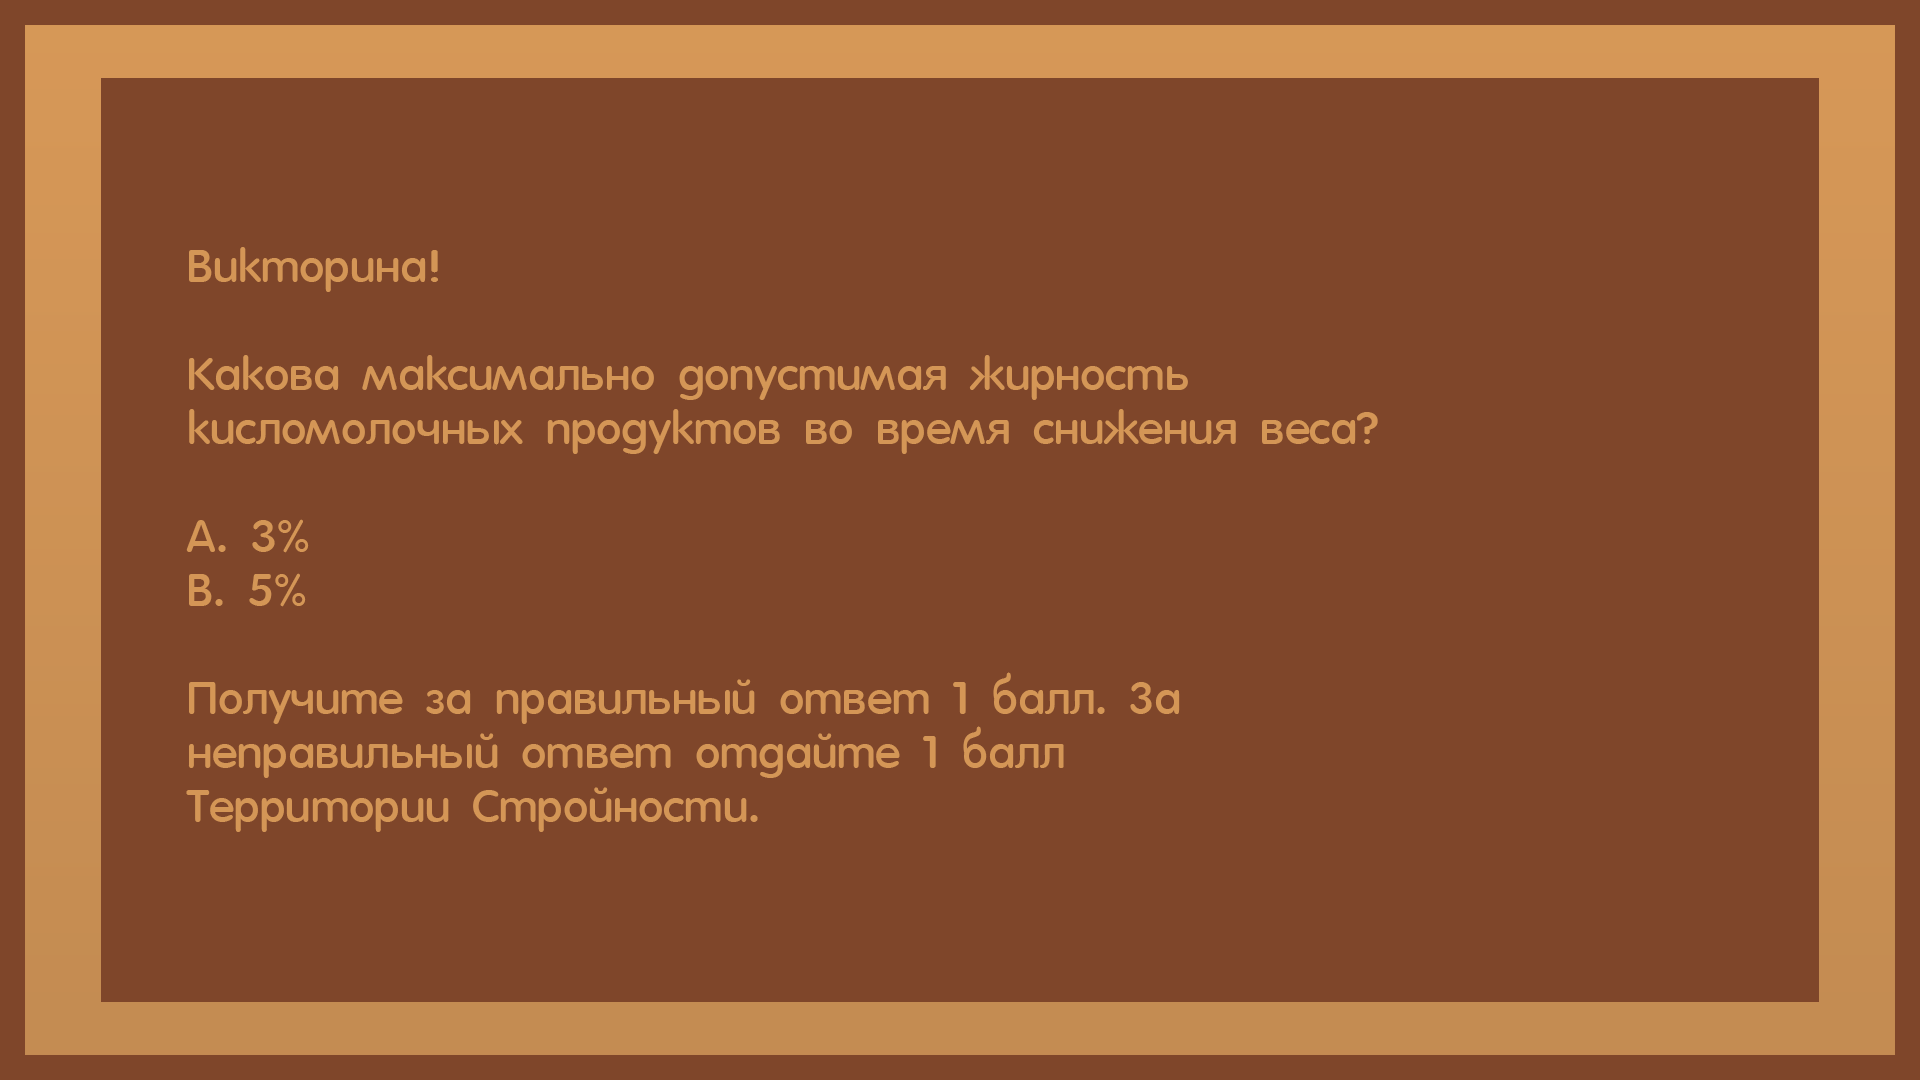 Викторина!
Какова максимально допустимая жирность
кисломолочных продуктов во время снижения веса?
А. 3%
В. 5%
Получите за правильный ответ 1 балл. За
неправильный ответ отдайте 1 балл
Территории Стройности.